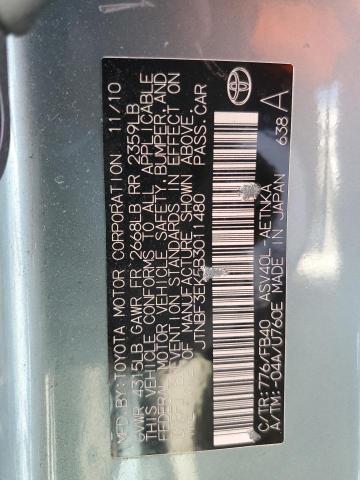 MFD. BY: TOYOTA MOTOR CORPORATION 11/10
GVWR 4315LB GAWR FR 2668LB RR 2359LB
THIS VEHICLE CONFORMS TO ALL APPLICABLE
FEDERAL MOTOR VEHICLE SAFETY, BUMPER, AND
THEFT PREVENTION STANDARDS IN EFFECT ON
THE DATE OF MANUFACTURE SHOWN ABOVE.
PASS.CAR
C/TR: 776/FB40 ASV40L-AETNKA
A/TM: -04A/U760E MADE IN JAPAN 638 A